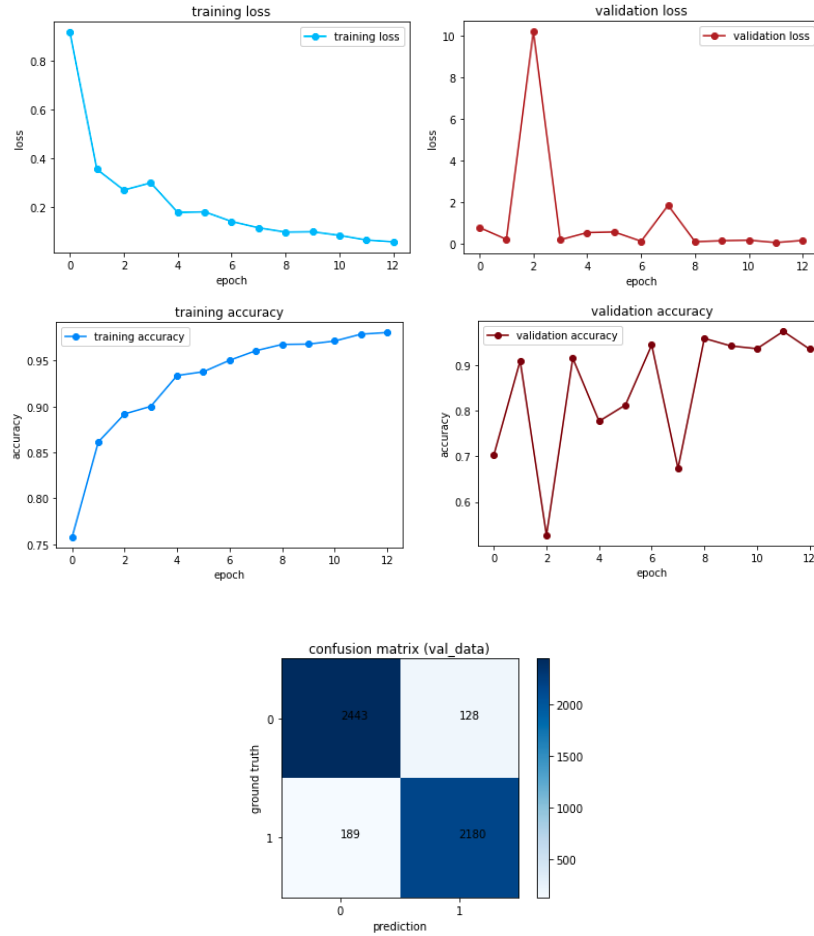 training loss
training loss
0.8
0.6
0.4
0.2
loss
0 2 4 6 8 10 12
epoch
validation loss
validation loss
10
8
6
4
2
0
loss
0 2 4 6 8 10 12
epoch
training accuracy
training accuracy
0.95
0.90
0.85
0.80
0.75
accuracy
0 2 4 6 8 10 12
epoch
validation accuracy
validation accuracy
0.9
0.8
0.7
0.6
accuracy
0 2 4 6 8 10 12
epoch
confusion matrix (val_data)
0
1
ground truth
2443 128
189 2180
0 1
prediction
2000
1500
1000
500